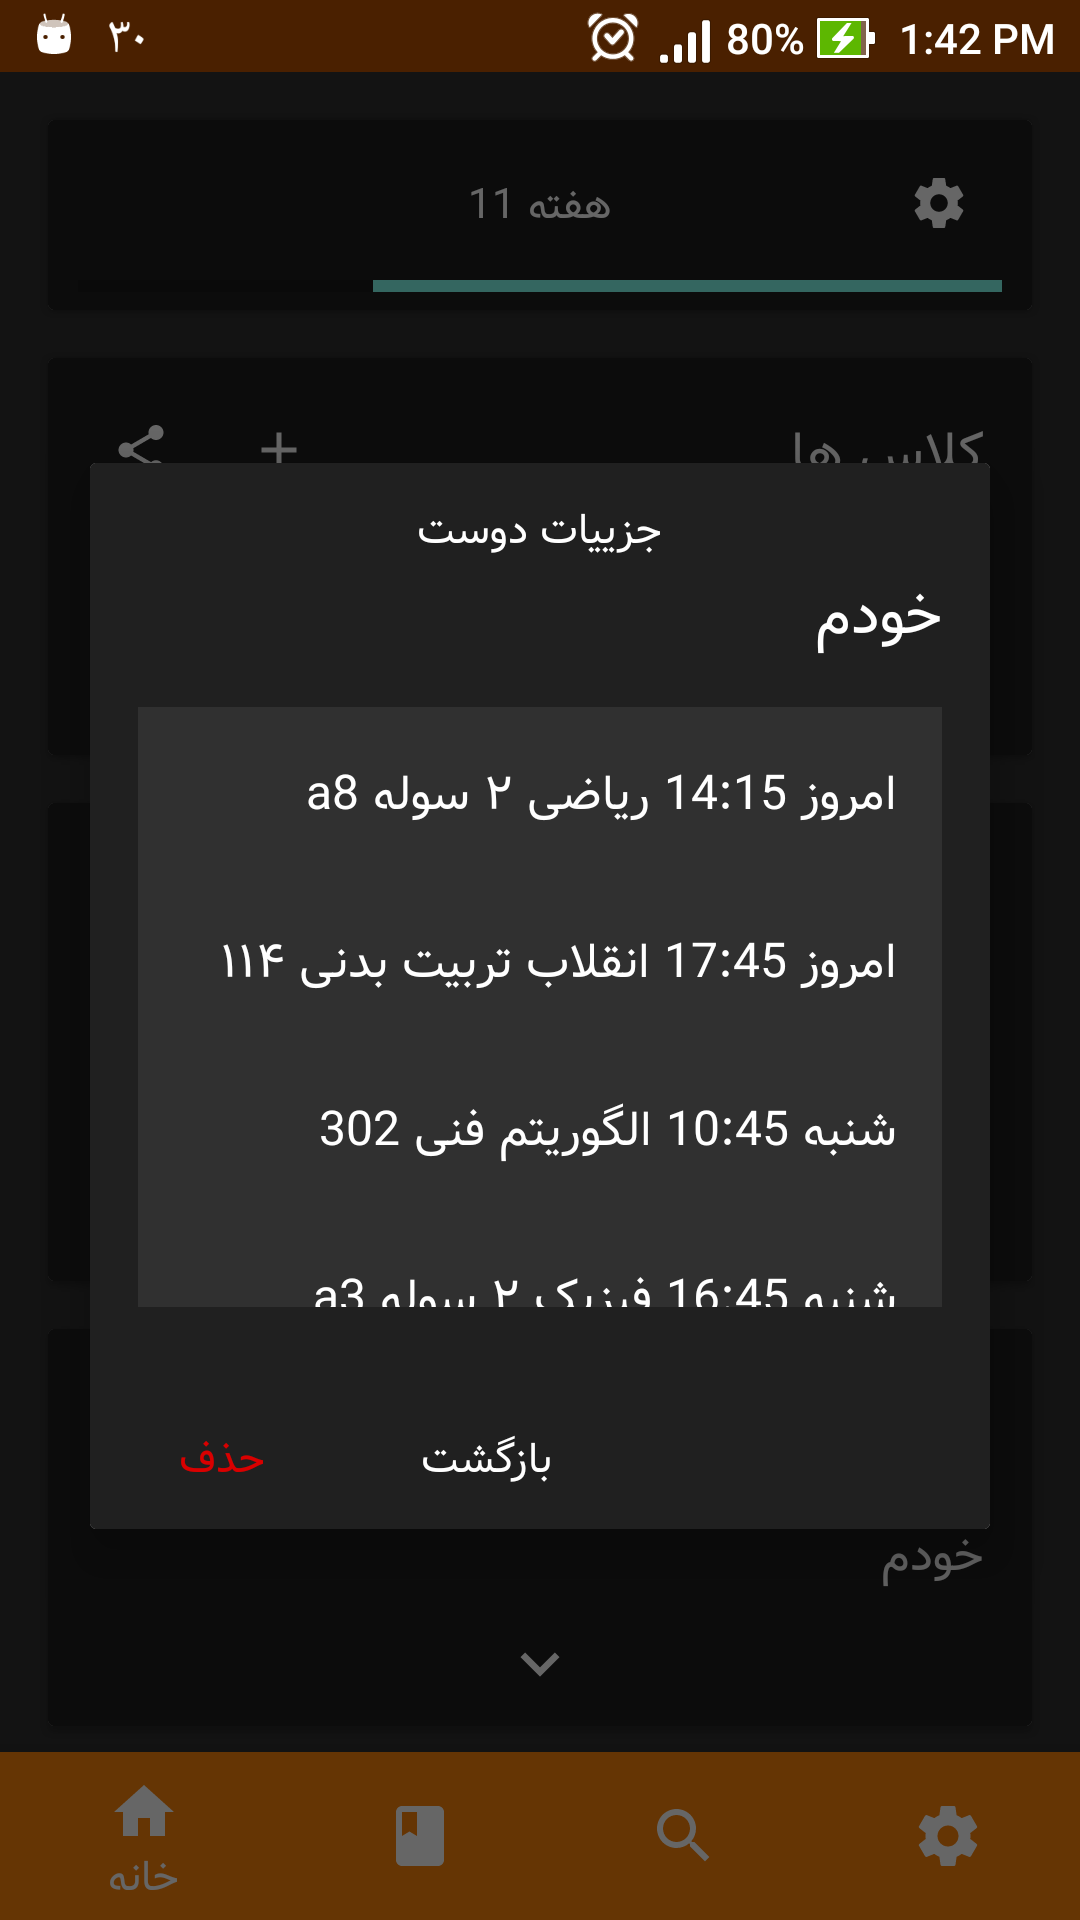 ۳۰ 80% 1:42 PM
هفته 11
کلاس ها
جزییات دوست
خودم
امروز 14:15 ریاضی ۲ سوله a8
امروز 17:45 انقلاب تربیت بدنی ۱۱۴
شنبه 10:45 الگوریتم فنی 302
شنبه 16:45 فیزیک ۲ سوله a3
بازگشت حذف
خودم
خانه